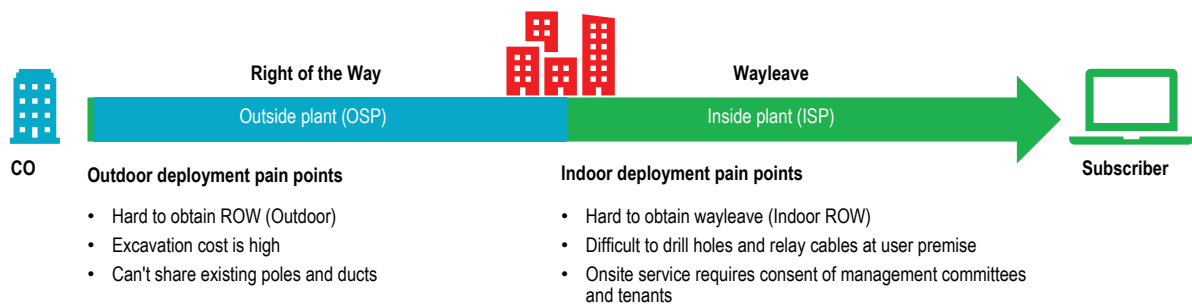 Right of the Way
Wayleave
Outside plant (OSP)
Inside plant (ISP)
CO
Subscriber
Outdoor deployment pain points
• Hard to obtain ROW (Outdoor)
• Excavation cost is high
• Can't share existing poles and ducts
Indoor deployment pain points
• Hard to obtain wayleave (Indoor ROW)
• Difficult to drill holes and relay cables at user premise
• Onsite service requires consent of management committees
and tenants